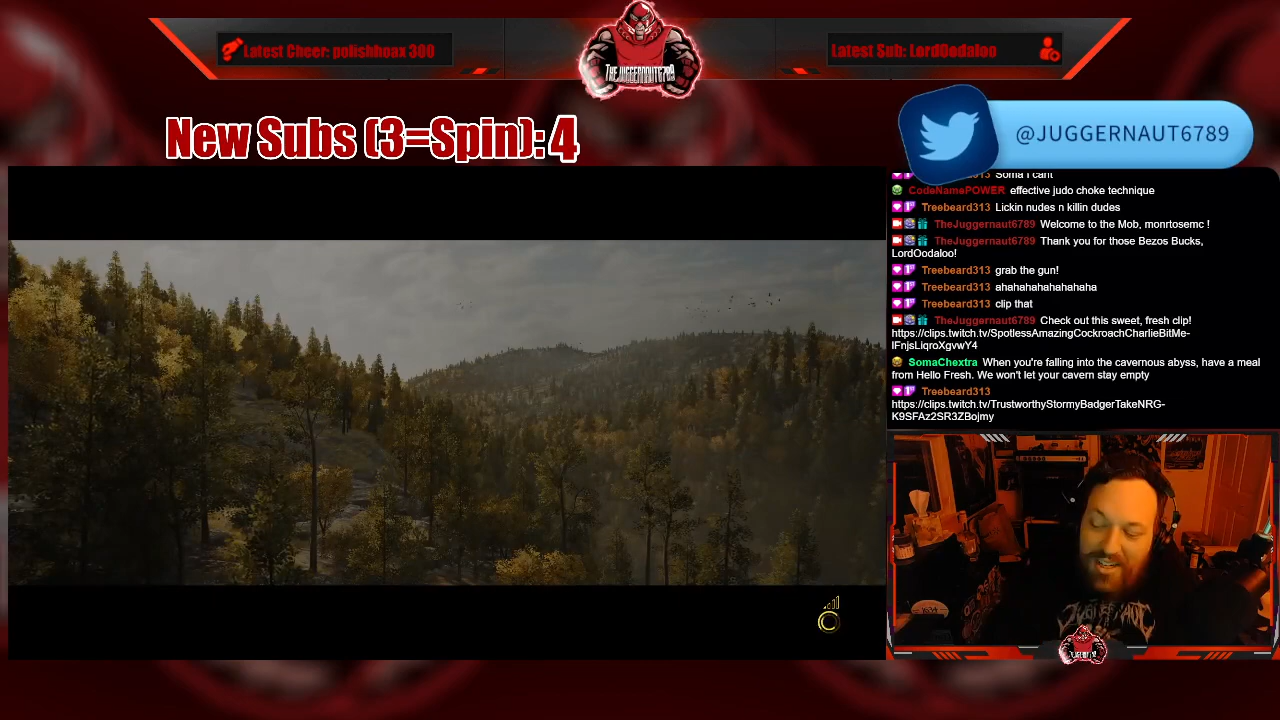 Latest Cheer: polishhoax 300
THEJUGGERNAUT6789
Latest Sub: LordOodaloo
New Subs (3=Spin): 4
@JUGGERNAUT6789
Soma I cant
CodeNamePOWER effective judo choke technique
Treebeard313 Lickin nudes n killin dudes
TheJuggernaut6789 Welcome to the Mob, monrtosemc !
TheJuggernaut6789 Thank you for those Bezos Bucks,
LordOodaloo!
Treebeard313 grab the gun!
Treebeard313 ahahahahahahaha
Treebeard313 clip that
TheJuggernaut6789 Check out this sweet, fresh clip!
https://clips.twitch.tv/SpotlessAmazingCockroachCharlieBitMe-
IFnjsLiqroXgvwY4
SomaChextra When you're falling into the cavernous abyss, have a meal
from Hello Fresh. We won't let your cavern stay empty
Treebeard313
https://clips.twitch.tv/TrustworthyStormyBadgerTakeNRG-
K9SFAz2SR3ZBojmy